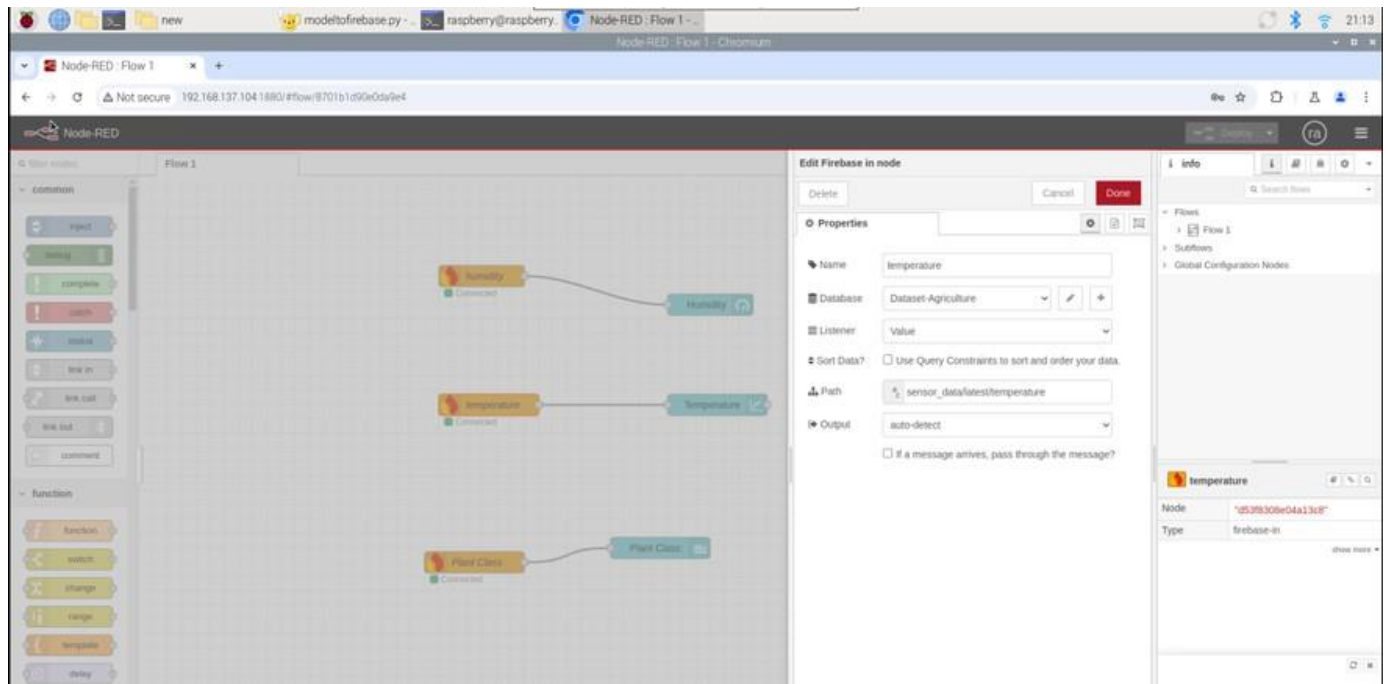 new
modeltofirebase.py - ..
raspberry@raspberry.
Node-RED : Flow 1 - ..
21:13
Node-RED : Flow 1 - Chromium
Node-RED : Flow 1
Not secure
192.168.137.104:1880/#flow/8701b1d90e0da9e4
Node-RED
Deploy
ra
filter nodes
Flow 1
Edit Firebase in node
info
Delete
Cancel
Done
Search flows
common
Properties
Flows
Flow 1
Subflows
Global Configuration Nodes
inject
debug
complete
catch
status
link in
link call
link out
comment
function
function
switch
change
range
template
delay
humidity
Connected
Humidity
temperature
Connected
Temperature
Plant Class
Connected
Plant Class
Name
temperature
Database
Dataset-Agriculture
Listener
Value
Sort Data?
Use Query Constraints to sort and order your data.
Path
sensor_data/latest/temperature
Output
auto-detect
If a message arrives, pass through the message?
temperature
Node
"d53f8308e04a13c8"
Type
firebase-in
show more